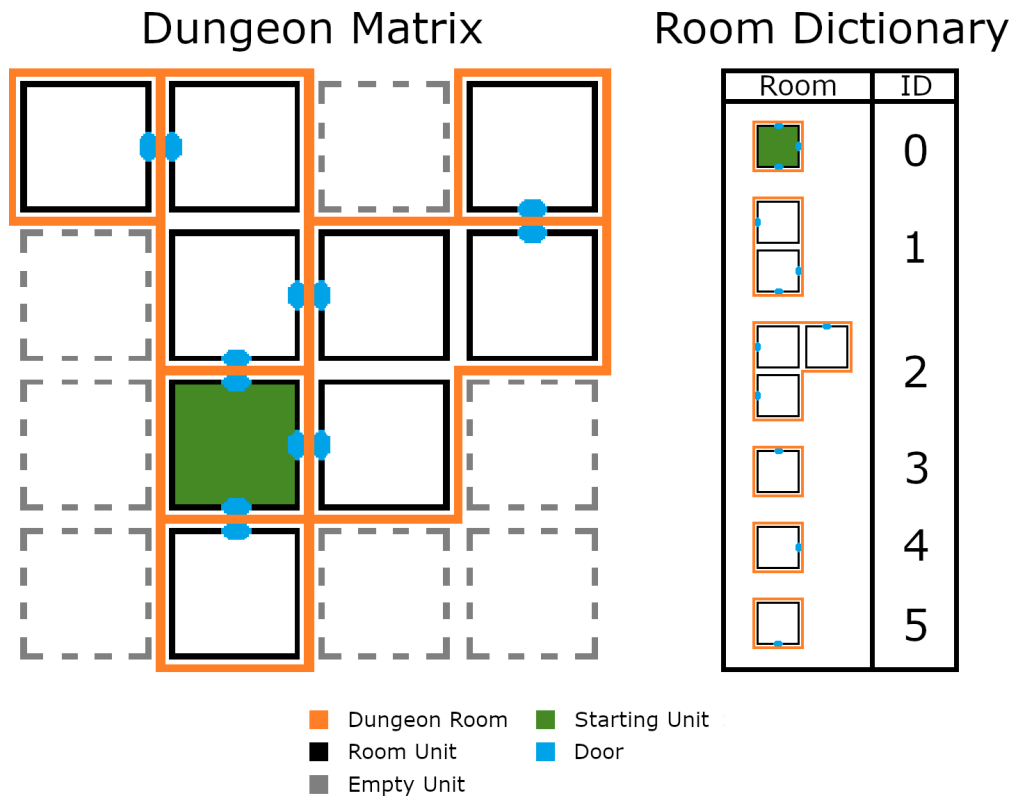 Dungeon Matrix
Room Dictionary
Room ID
0
1
2
3
4
5
Dungeon Room
Starting Unit
Room Unit
Door
Empty Unit